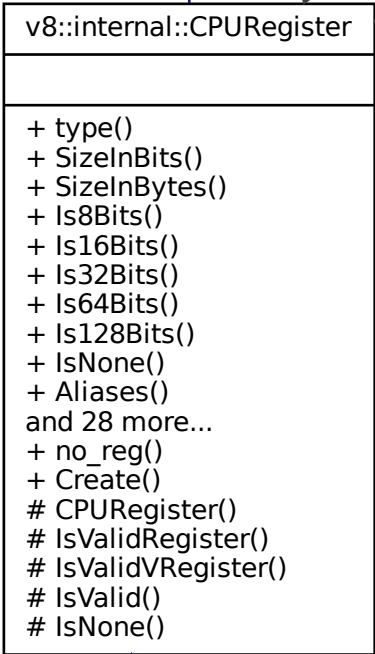 v8::internal::CPURegister
+ type()
+ SizeInBits()
+ SizeInBytes()
+ Is8Bits()
+ Is16Bits()
+ Is32Bits()
+ Is64Bits()
+ Is128Bits()
+ IsNone()
+ Aliases()
and 28 more...
+ no_reg()
+ Create()
# CPURegister()
# IsValidRegister()
# IsValidVRegister()
# IsValid()
# IsNone()